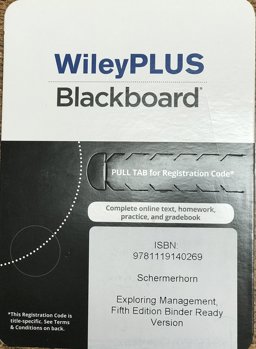 WileyPLUS
Blackboard®
PULL TAB for Registration Code*
Complete online text, homework,
practice, and gradebook
ISBN:
9781119140269
Schermerhorn
Exploring Management,
Fifth Edition Binder Ready
Version
*This Registration Code is
title-specific. See Terms
& Conditions on back.